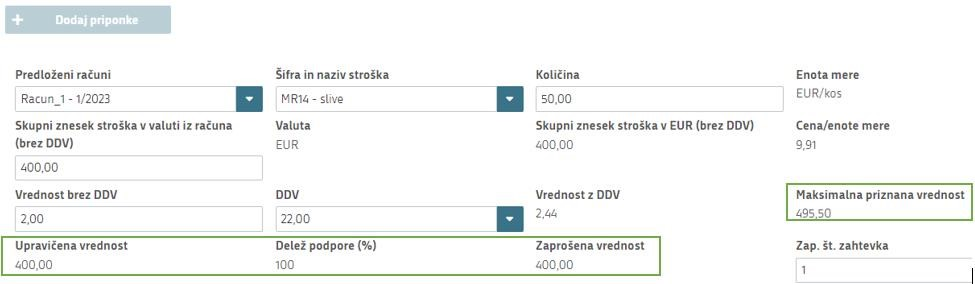 + Dodaj priponke
Predloženi računi Šifra in naziv stroška Količina Enota mere
Racun_1 - 1/2023 MR14 - slive 50,00 EUR/kos
Skupni znesek stroška v valuti iz računa Valuta Skupni znesek stroška v EUR (brez DDV) Cena/enote mere
(brez DDV) EUR 400,00 9,91
400,00
Vrednost brez DDV DDV Vrednost z DDV Maksimalna priznana vrednost
2,00 22,00 2,44 495,50
Upravičena vrednost Delež podpore (%) Zaprošena vrednost Zap. št. zahtevka
400,00 100 400,00 1